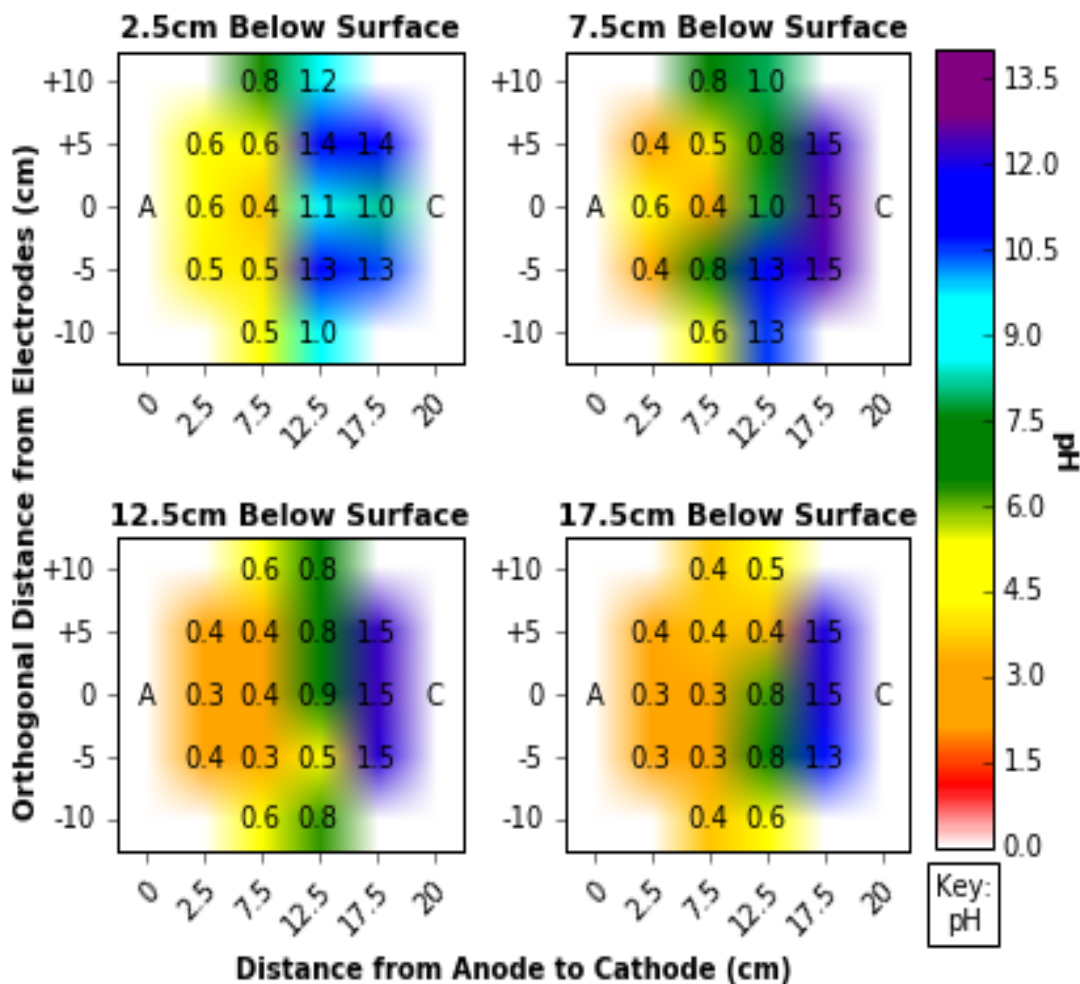 2.5cm Below Surface
+10 0.8 1.2
+5 0.6 0.6 1.4 1.4
0 A 0.6 0.4 1.1 1.0 C
-5 0.5 0.5 1.3 1.3
-10 0.5 1.0
0 2.5 7.5 12.5 17.5 20
7.5cm Below Surface
+10 0.8 1.0
+5 0.4 0.5 0.8 1.5
0 A 0.6 0.4 1.0 1.5 C
-5 0.4 0.8 1.3 1.5
-10 0.6 1.3
0 2.5 7.5 12.5 17.5 20
12.5cm Below Surface
+10 0.6 0.8
+5 0.4 0.4 0.8 1.5
0 A 0.3 0.4 0.9 1.5 C
-5 0.4 0.3 0.5 1.5
-10 0.6 0.8
0 2.5 7.5 12.5 17.5 20
17.5cm Below Surface
+10 0.4 0.5
+5 0.4 0.4 0.4 1.5
0 A 0.3 0.3 0.8 1.5 C
-5 0.3 0.3 0.8 1.3
-10 0.4 0.6
0 2.5 7.5 12.5 17.5 20
Orthogonal Distance from Electrodes (cm)
Distance from Anode to Cathode (cm)
13.5
12.0
10.5
9.0
7.5
6.0
4.5
3.0
1.5
0.0
pH
Key:
pH